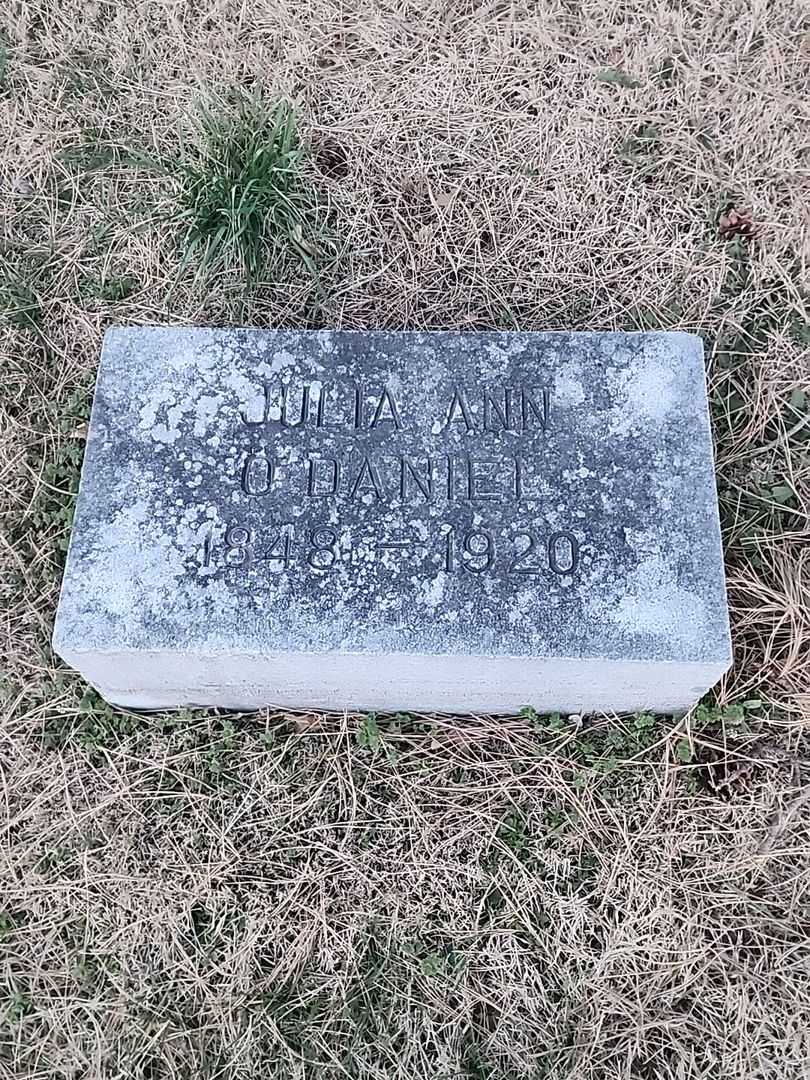 JULIA ANN
O DANIEL
1848 – 1920